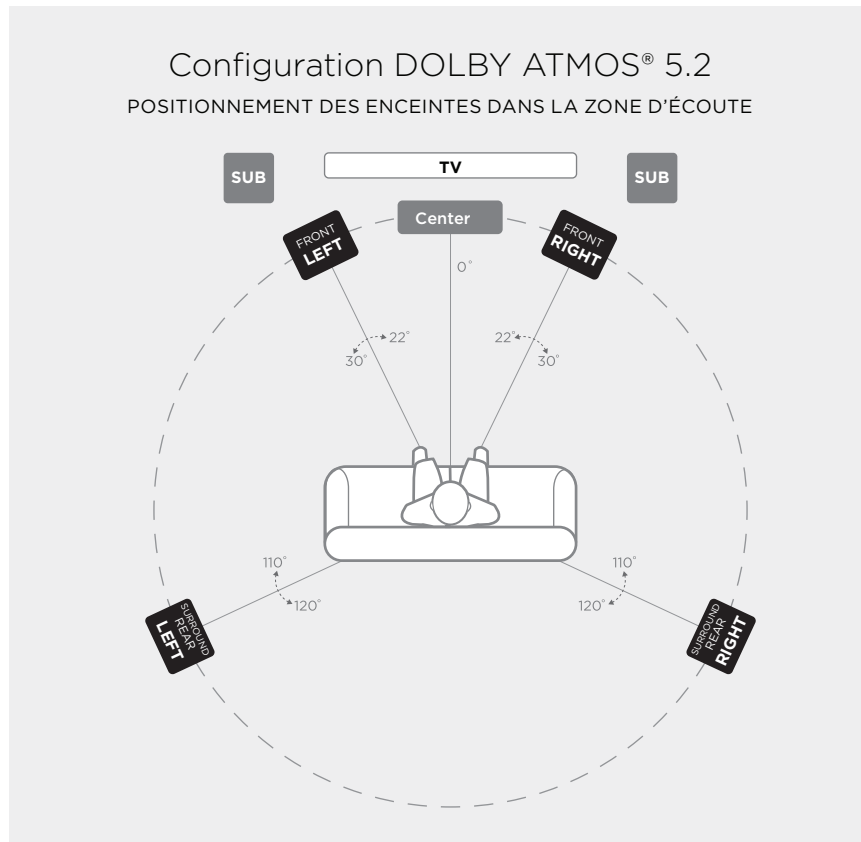 Configuration DOLBY ATMOS® 5.2
POSITIONNEMENT DES ENCEINTES DANS LA ZONE D'ÉCOUTE
SUB
TV
SUB
FRONT
LEFT
Center
FRONT
RIGHT
0°
22°
30°
22°
30°
110°
120°
110°
120°
SURROUND
REAR
LEFT
SURROUND
REAR
RIGHT